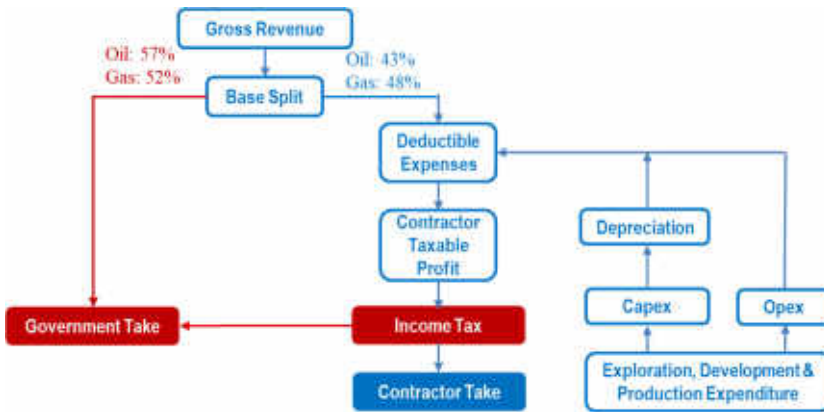 Gross Revenue
Oil: 57%
Gas: 52%
Oil: 43%
Gas: 48%
Base Split
Deductible
Expenses
Contractor
Taxable
Profit
Depreciation
Capex
Opex
Government Take
Income Tax
Contractor Take
Exploration, Development &
Production Expenditure